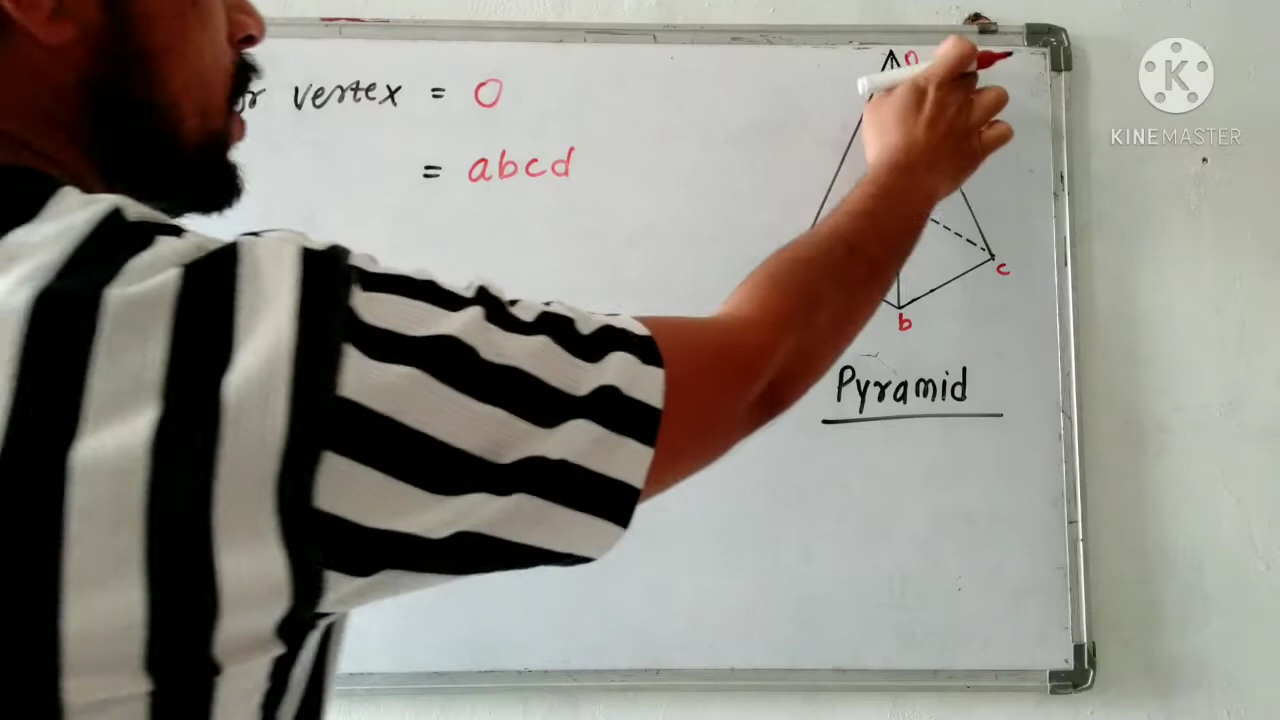 vertex = O
= abcd
O
c
b
Pyramid
K
KINEMASTER